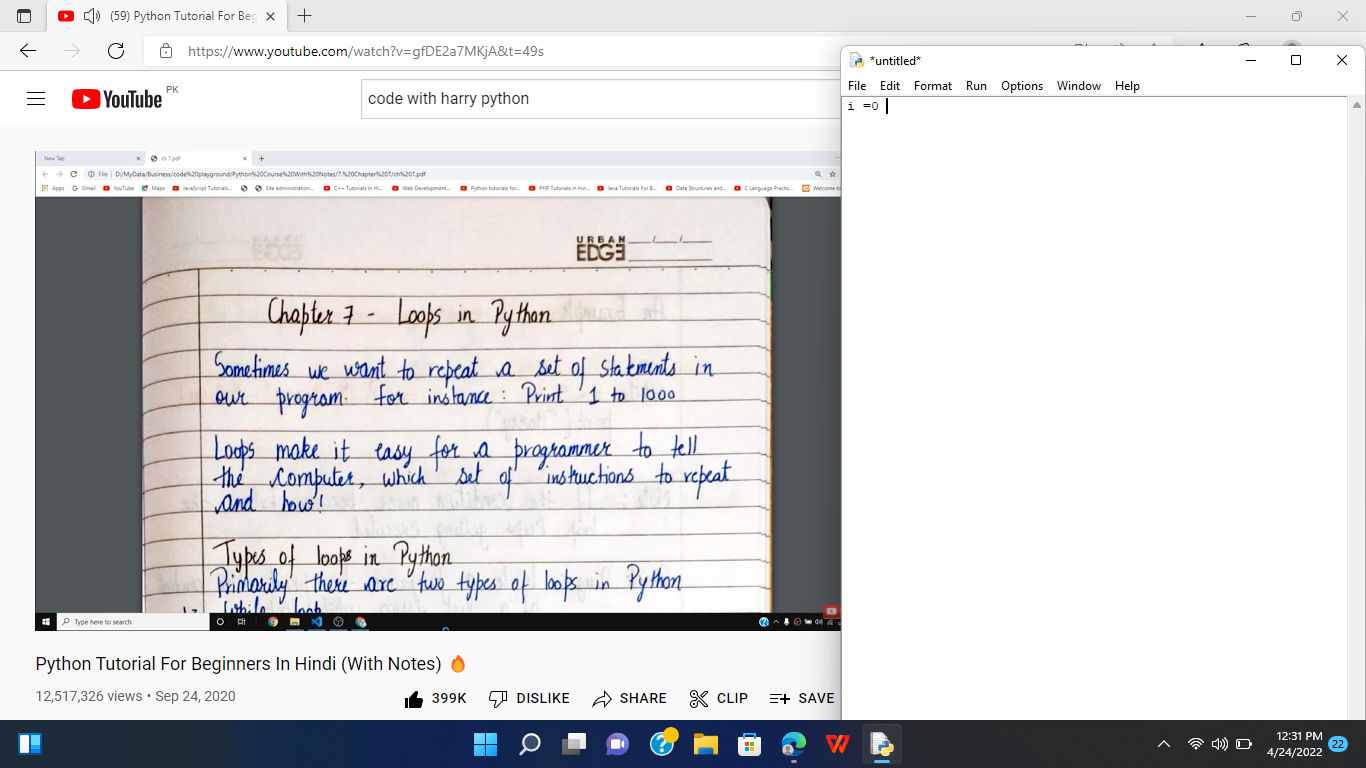 (59) Python Tutorial For Beg
https://www.youtube.com/watch?v=gfDE2a7MKjA&t=49s
YouTube PK
code with harry python
New Tab
ch 7.pdf
File | D:/MyData/Business/code%20playground/Python%20Course%20With%20Notes/7.%20Chapter%207/ch%207.pdf
Apps Gmail YouTube Maps JavaScript Tutorials... Site administration... C++ Tutorials In Hi... Web Development... Python tutorials for... PHP Tutorials in Hin... Java Tutorials For B... Data Structures and... C Language Practic... Welcome to
URBAN
EDGE
Chapter 7 - Loops in Python
Sometimes we want to repeat a set of statements in
our program. For instance : Print 1 to 1000
Loops make it easy for a programmer to tell
the computer, which set of instructions to repeat
and how!
Types of loops in Python
Primarily there are two types of loops in Python
While loop
Type here to search
Python Tutorial For Beginners In Hindi (With Notes) 🔥
12,517,326 views • Sep 24, 2020
399K DISLIKE SHARE CLIP SAVE
*untitled*
File Edit Format Run Options Window Help
i =0
12:31 PM
4/24/2022
22